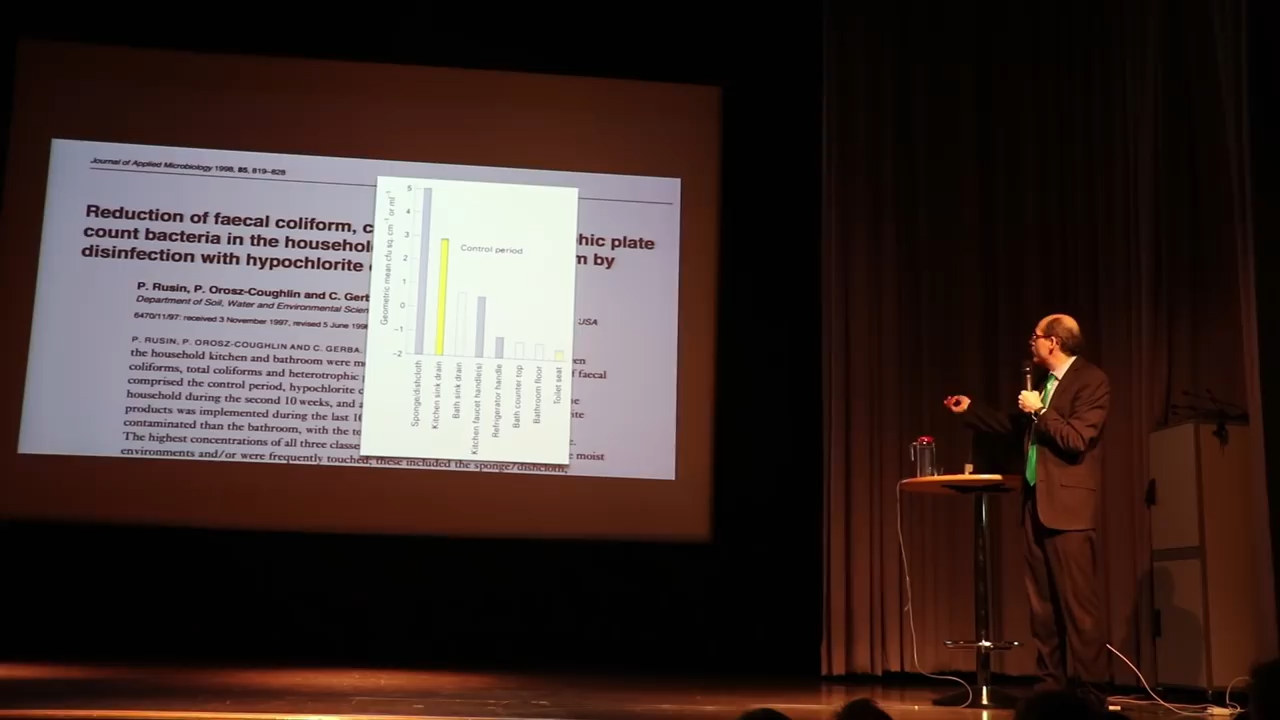 Journal of Applied Microbiology 1998, 85, 819–828
Reduction of faecal coliform, c hic plate
count bacteria in the househol m by
disinfection with hypochlorite
P. Rusin, P. Orosz-Coughlin and C. Gerb
Department of Soil, Water and Environmental Scien USA
6470/11/97: received 3 November 1997, revised 5 June 199
P. RUSIN, P. OROSZ-COUGHLIN AND C. GERBA.
the household kitchen and bathroom were m en
coliforms, total coliforms and heterotrophic f faecal
comprised the control period, hypochlorite c
household during the second 10 weeks, and a
products was implemented during the last 1
contaminated than the bathroom, with the to
The highest concentrations of all three classe moist
environments and/or were frequently touched; these included the sponge/dishcloth,
Geometric mean cfu sq. cm⁻¹ or ml⁻¹
5
4
3
2
1
0
−1
−2
Control period
Sponge/dishcloth
Kitchen sink drain
Bath sink drain
Kitchen faucet handle(s)
Refrigerator handle
Bath counter top
Bathroom floor
Toilet seat